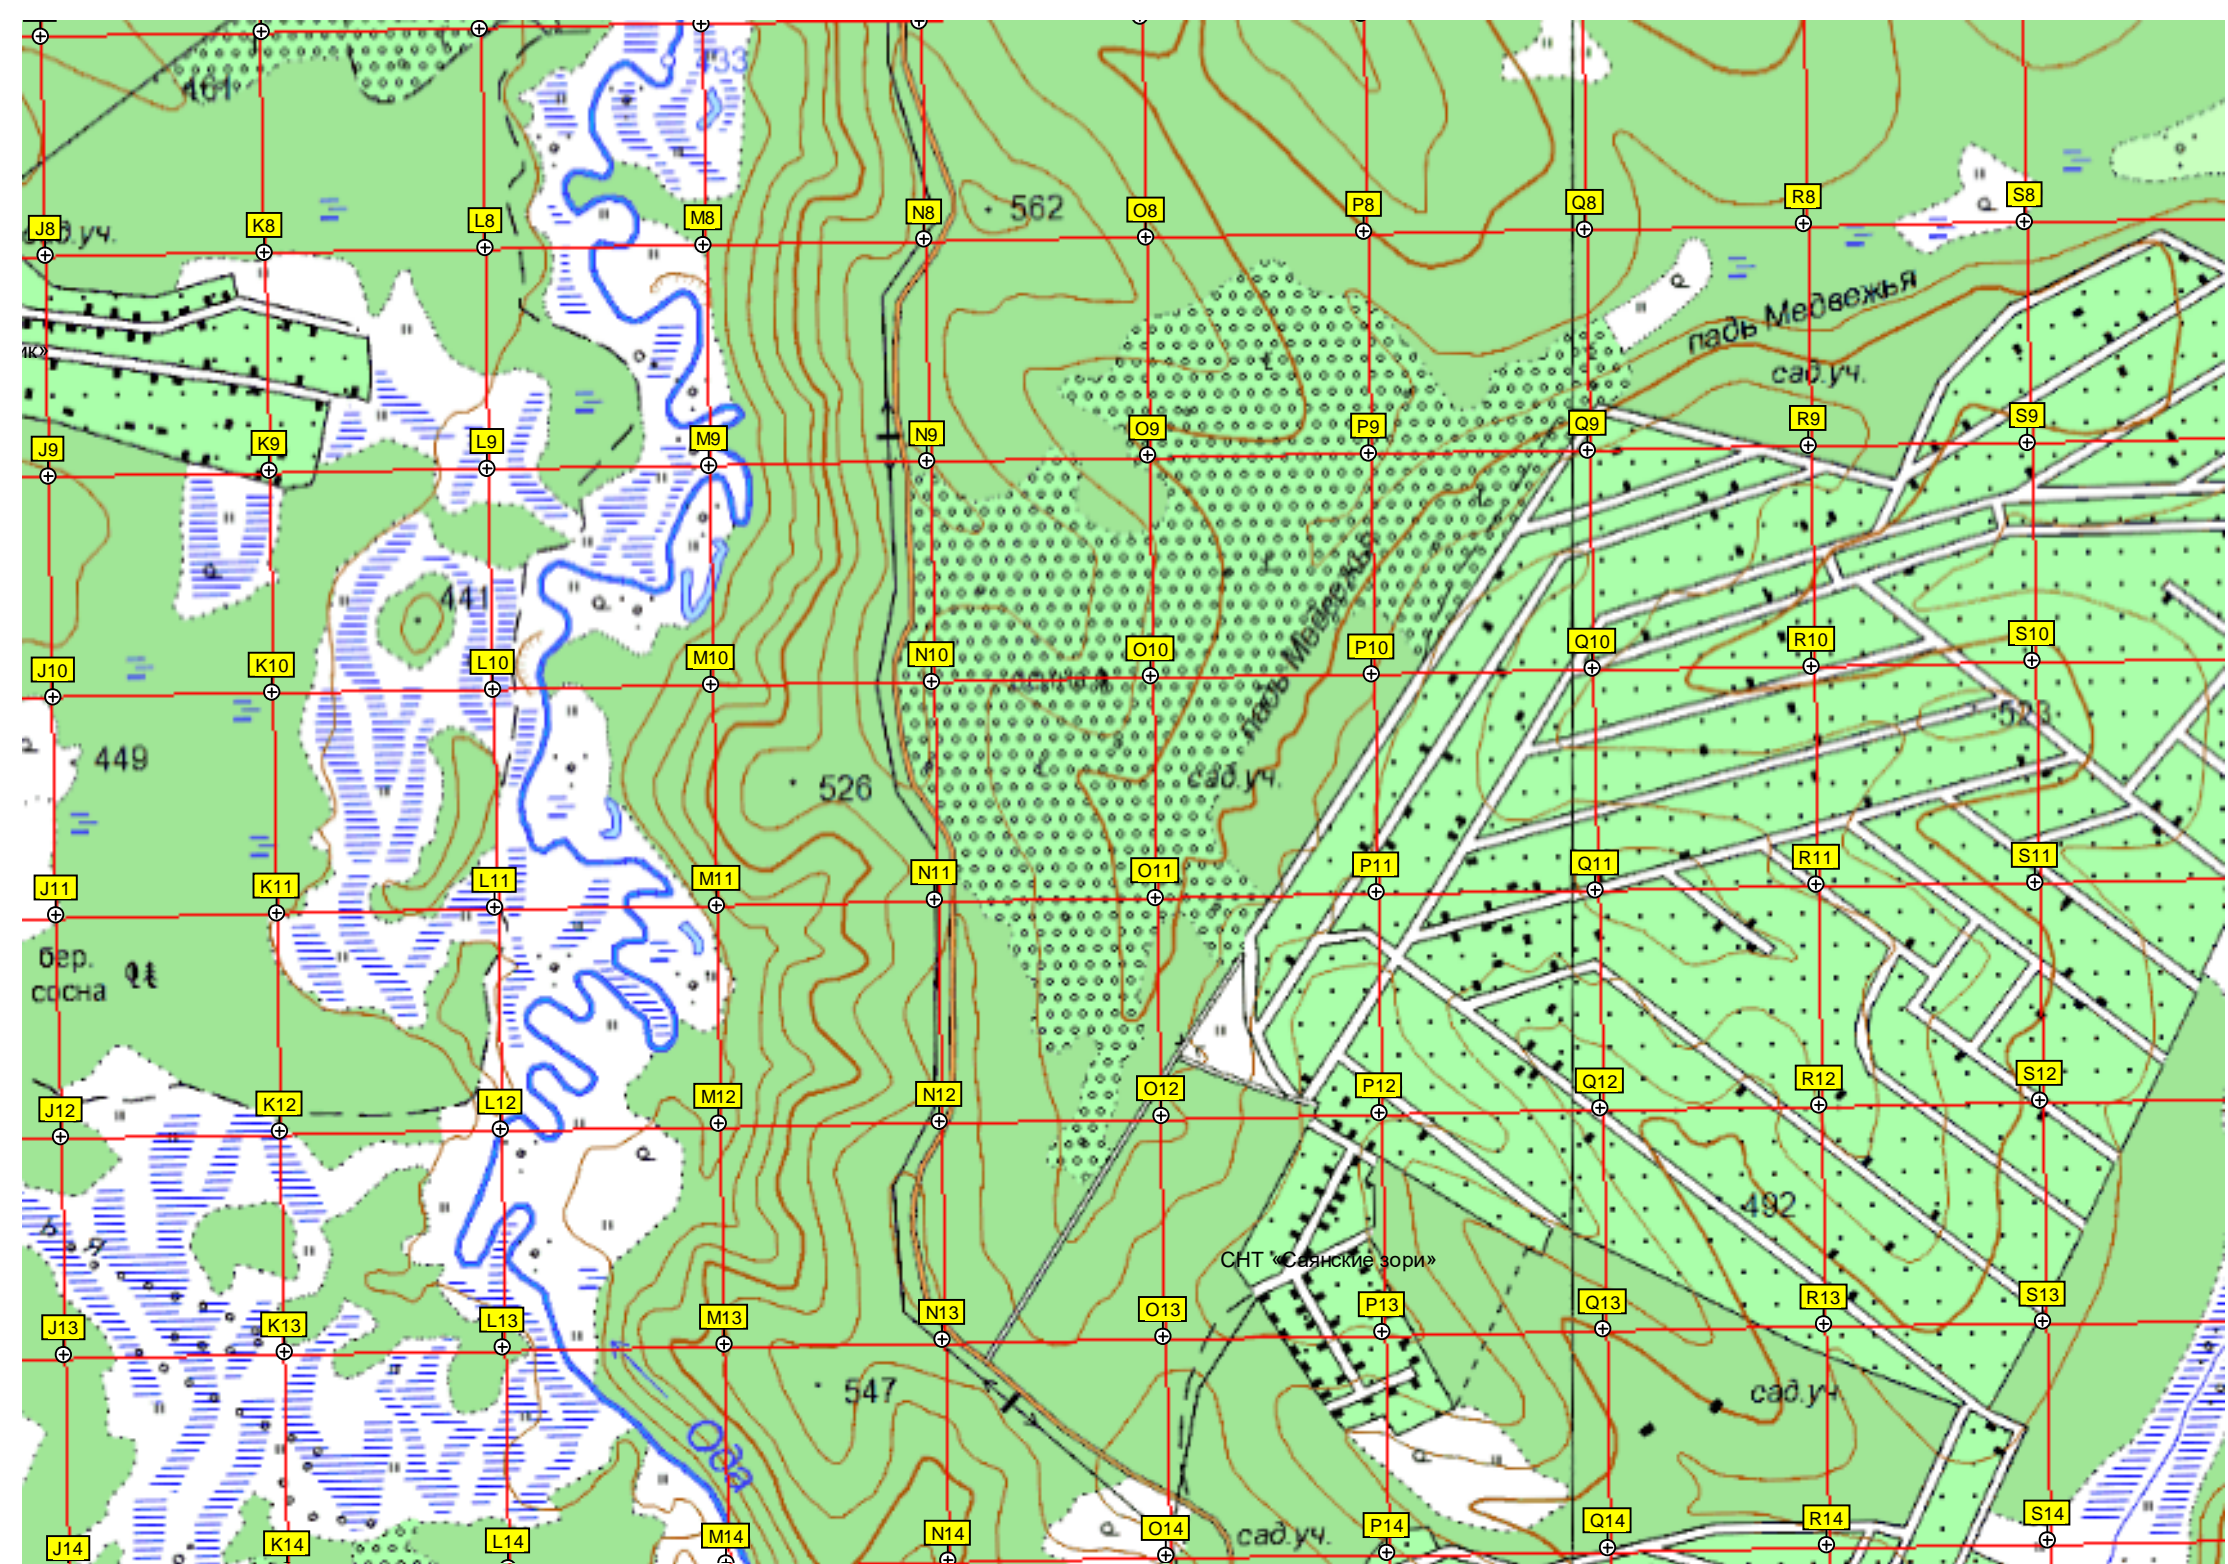 433
461
562
J8 K8 L8 M8 N8 O8 P8 Q8 R8 S8
д.уч.
падь Медвежья
ик»
сад.уч.
J9 K9 L9 M9 N9 O9 P9 Q9 R9 S9
441
падь Медвежья
J10 K10 L10 M10 N10 O10 P10 Q10 R10 S10
523
449
526
сад.уч.
J11 K11 L11 M11 N11 O11 P11 Q11 R11 S11
бер.
сосна
J12 K12 L12 M12 N12 O12 P12 Q12 R12 S12
492
СНТ «Саянские зори»
J13 K13 L13 M13 N13 O13 P13 Q13 R13 S13
547
сад.уч
Ода
J14 K14 L14 M14 N14 O14 P14 Q14 R14 S14
сад.уч.